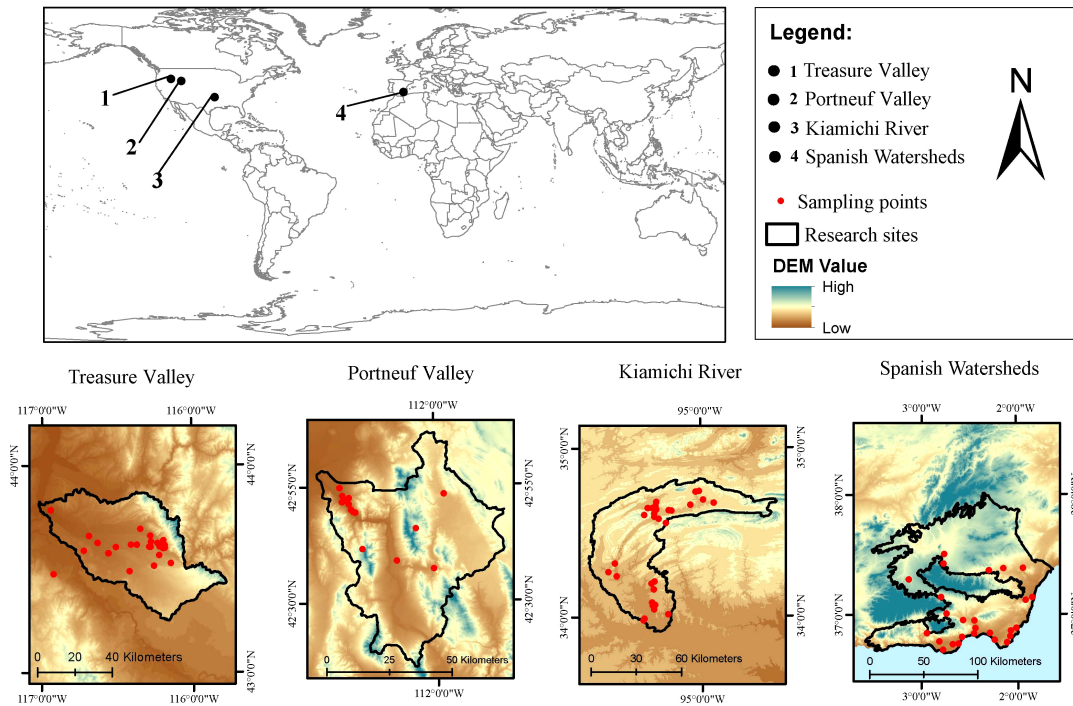 1
2
3
4
Legend:
1 Treasure Valley
2 Portneuf Valley
3 Kiamichi River
4 Spanish Watersheds
Sampling points
Research sites
DEM Value
High
Low
N
Treasure Valley
117°0'0"W 116°0'0"W
44°0'0"N
44°0'0"N
43°0'0"N
0 20 40 Kilometers
117°0'0"W 116°0'0"W
Portneuf Valley
112°0'0"W
42°55'0"N
42°55'0"N
42°30'0"N
42°30'0"N
0 25 50 Kilometers
112°0'0"W
Kiamichi River
95°0'0"W
35°0'0"N
35°0'0"N
34°0'0"N
34°0'0"N
0 30 60 Kilometers
95°0'0"W
Spanish Watersheds
3°0'0"W 2°0'0"W
38°0'0"N
37°0'0"N
0 50 100 Kilometers
3°0'0"W 2°0'0"W